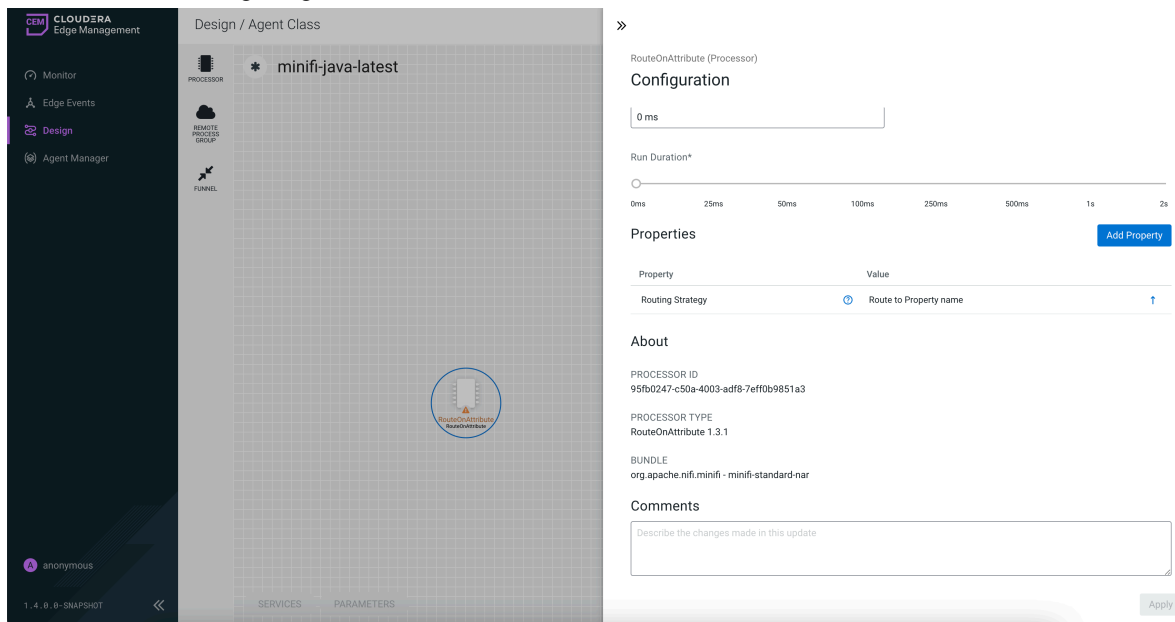 CEM CLOUDERA
Edge Management
Monitor
Edge Events
Design
Agent Manager
A anonymous
1.4.0.0-SNAPSHOT
Design / Agent Class
PROCESSOR
REMOTE
PROCESS
GROUP
FUNNEL
minifi-java-latest
RouteOnAttribute
RouteOnAttribute
SERVICES PARAMETERS
RouteOnAttribute (Processor)
Configuration
0 ms
Run Duration*
0ms 25ms 50ms 100ms 250ms 500ms 1s 2s
Properties Add Property
Property Value
Routing Strategy Route to Property name
About
PROCESSOR ID
95fb0247-c50a-4003-adf8-7eff0b9851a3
PROCESSOR TYPE
RouteOnAttribute 1.3.1
BUNDLE
org.apache.nifi.minifi - minifi-standard-nar
Comments
Describe the changes made in this update
Apply